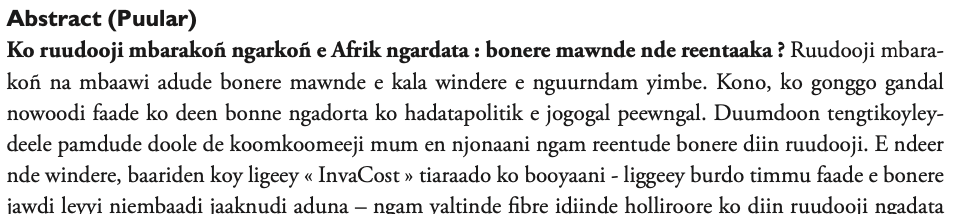 Abstract (Puular)
Ko ruudooji mbarakoń ngarkoń e Afrik ngardata : bonere mawnde nde reentaaka ? Ruudooji mbara-
koń na mbaawi adude bonere mawnde e kala windere e nguurndam yimbe. Kono, ko gonggo gandal
nowoodi faade ko deen bonne ngadorta ko hadatapolitik e jogogal peewngal. Duumdoon tengtikoyley-
deele pamdude doole de koomkoomeeji mum en njonaani ngam reentude bonere diin ruudooji. E ndeer
nde windere, baariden koy ligeey « InvaCost » tiaraado ko booyaani - liggeey burdo timmu faade e bonere
jawdi leyyi niembaadi jaaknudi aduna – ngam yaltinde fibre idiinde holliroore ko diin ruudooji ngadata